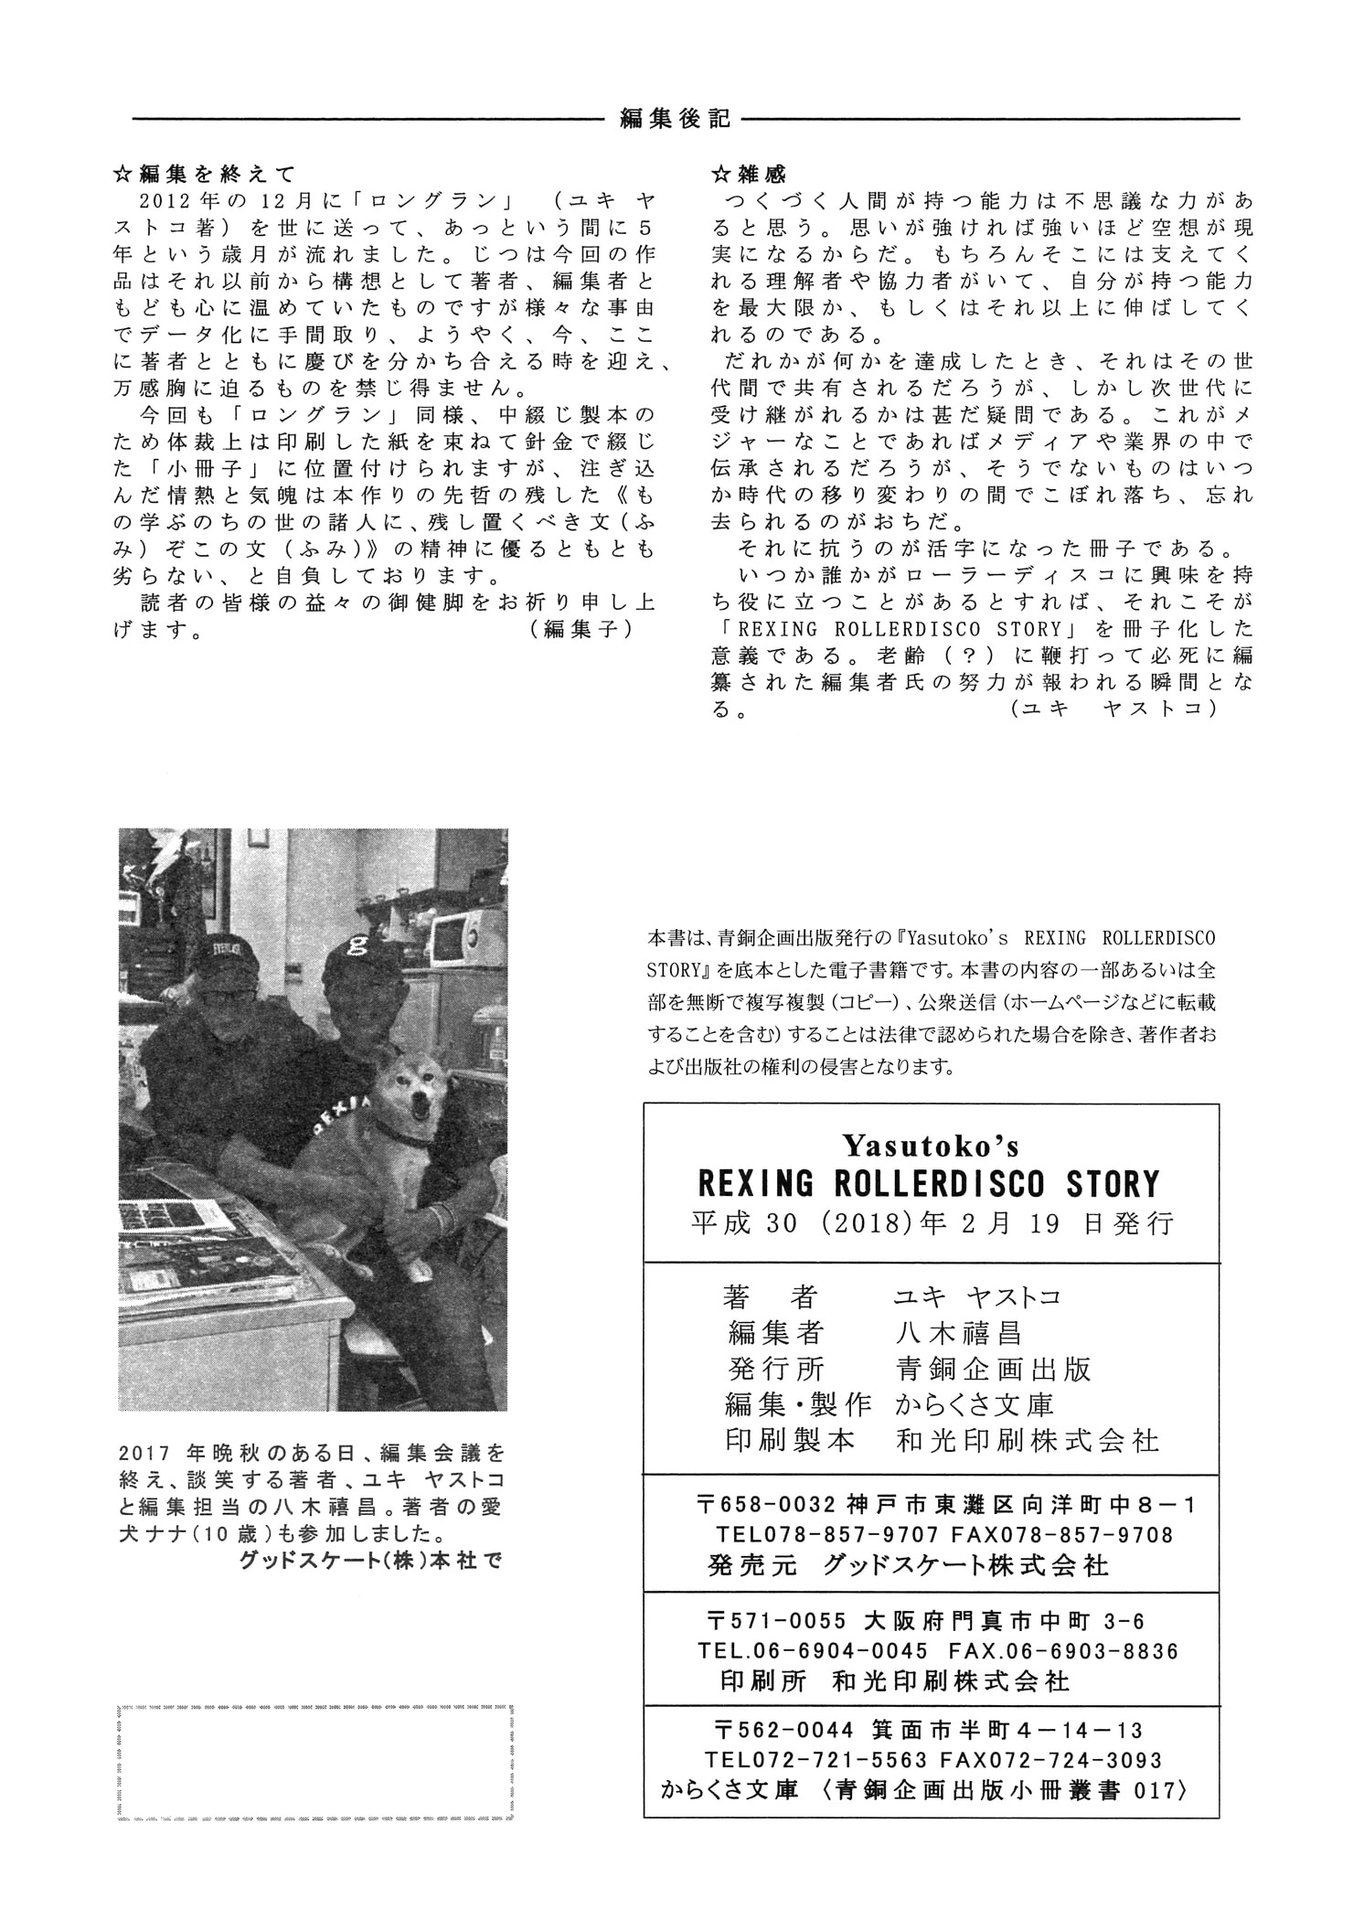 編集後記
☆編集を終えて
2012年の12月に「ロングラン」（ユキ ヤ
ストコ著）を世に送って、あっという間に５
年という歳月が流れました。じつは今回の作
品はそれ以前から構想として著者、編集者と
もども心に温めていたものですが様々な事由
でデータ化に手間取り、ようやく、今、ここ
に著者とともに慶びを分かち合える時を迎え、
万感胸に迫るものを禁じ得ません。
今回も「ロングラン」同様、中綴じ製本の
ため体裁上は印刷した紙を束ねて針金で綴じ
た「小冊子」に位置付けられますが、注ぎ込
んだ情熱と気魄は本作りの先哲の残した《も
の学ぶのちの世の諸人に、残し置くべき文（ふ
み）ぞこの文（ふみ）》の精神に優るともとも
劣らない、と自負しております。
読者の皆様の益々の御健脚をお祈り申し上
げます。　（編集子）
☆雑感
つくづく人間が持つ能力は不思議な力があ
ると思う。思いが強ければ強いほど空想が現
実になるからだ。もちろんそこには支えてく
れる理解者や協力者がいて、自分が持つ能力
を最大限か、もしくはそれ以上に伸ばしてく
れるのである。
だれかが何かを達成したとき、それはその世
代間で共有されるだろうが、しかし次世代に
受け継がれるかは甚だ疑問である。これがメ
ジャーなことであればメディアや業界の中で
伝承されるだろうが、そうでないものはいつ
か時代の移り変わりの間でこぼれ落ち、忘れ
去られるのがおちだ。
それに抗うのが活字になった冊子である。
いつか誰かがローラーディスコに興味を持
ち役に立つことがあるとすれば、それこそが
「REXING ROLLERDISCO STORY」を冊子化した
意義である。老齢（？）に鞭打って必死に編
纂された編集者氏の努力が報われる瞬間とな
る。　（ユキ　ヤストコ）
EVERLAST
g
REXIN
2017 年晩秋のある日、編集会議を
終え、談笑する著者、ユキ ヤストコ
と編集担当の八木禧昌。著者の愛
犬ナナ（10 歳）も参加しました。
グッドスケート（株）本社で
本書は、青銅企画出版発行の『Yasutoko's REXING ROLLERDISCO
STORY』を底本とした電子書籍です。本書の内容の一部あるいは全
部を無断で複写複製（コピー）、公衆送信（ホームページなどに転載
することを含む）することは法律で認められた場合を除き、著作者お
よび出版社の権利の侵害となります。
Yasutoko's
REXING ROLLERDISCO STORY
平成 30 (2018)年 2 月 19 日発行
著　者　ユキ ヤストコ
編集者　八木禧昌
発行所　青銅企画出版
編集・製作　からくさ文庫
印刷製本　和光印刷株式会社
〒658-0032 神戸市東灘区向洋町中８－１
TEL078-857-9707 FAX078-857-9708
発売元　グッドスケート株式会社
〒571-0055 大阪府門真市中町 3-6
TEL.06-6904-0045 FAX.06-6903-8836
印刷所　和光印刷株式会社
〒562-0044 箕面市半町４－１４－１３
TEL072-721-5563 FAX072-724-3093
からくさ文庫〈青銅企画出版小冊叢書 017〉